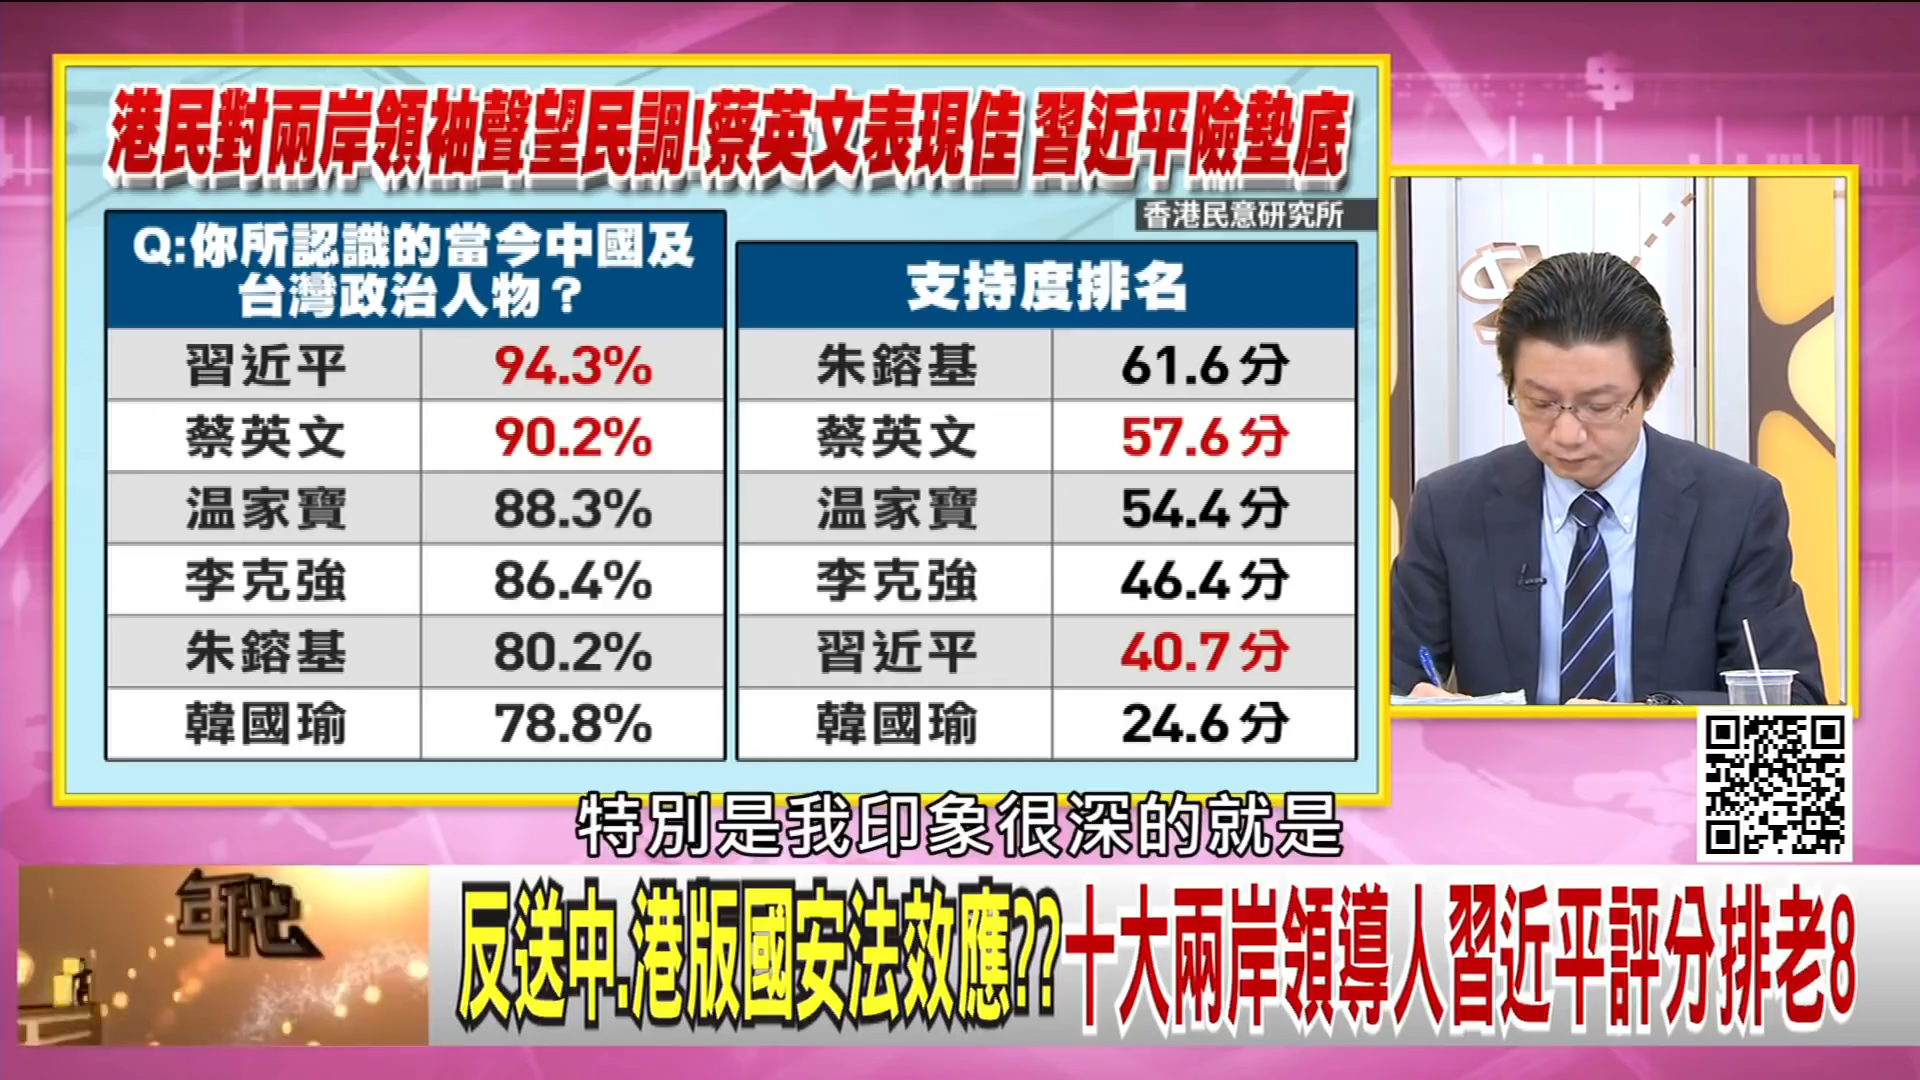 港民對兩岸領袖聲望民調!蔡英文表現佳 習近平險墊底
香港民意研究所
Q:你所認識的當今中國及
台灣政治人物?
習近平 94.3%
蔡英文 90.2%
温家寶 88.3%
李克強 86.4%
朱鎔基 80.2%
韓國瑜 78.8%
支持度排名
朱鎔基 61.6分
蔡英文 57.6分
温家寶 54.4分
李克強 46.4分
習近平 40.7分
韓國瑜 24.6分
特別是我印象很深的就是
年代
反送中.港版國安法效應??十大兩岸領導人習近平評分排老8